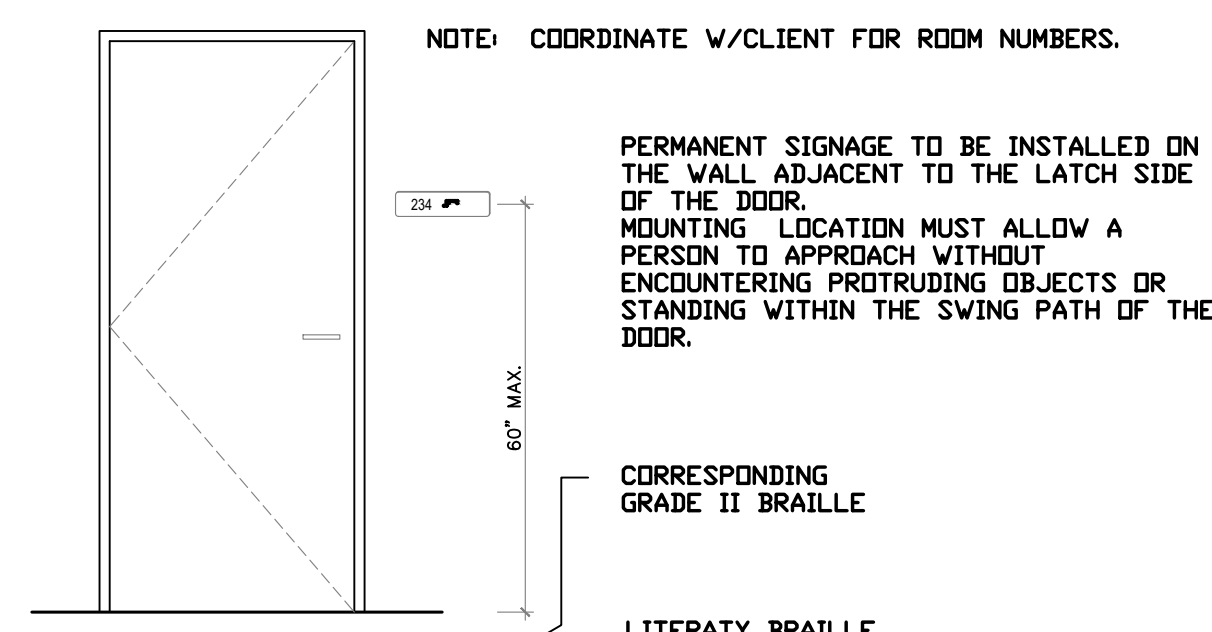 NOTE: COORDINATE W/CLIENT FOR ROOM NUMBERS.
PERMANENT SIGNAGE TO BE INSTALLED ON
THE WALL ADJACENT TO THE LATCH SIDE
OF THE DOOR.
MOUNTING LOCATION MUST ALLOW A
PERSON TO APPROACH WITHOUT
ENCOUNTERING PROTRUDING OBJECTS OR
STANDING WITHIN THE SWING PATH OF THE
DOOR.
234
60" MAX.
CORRESPONDING
GRADE II BRAILLE
LITERATY BRAILLE